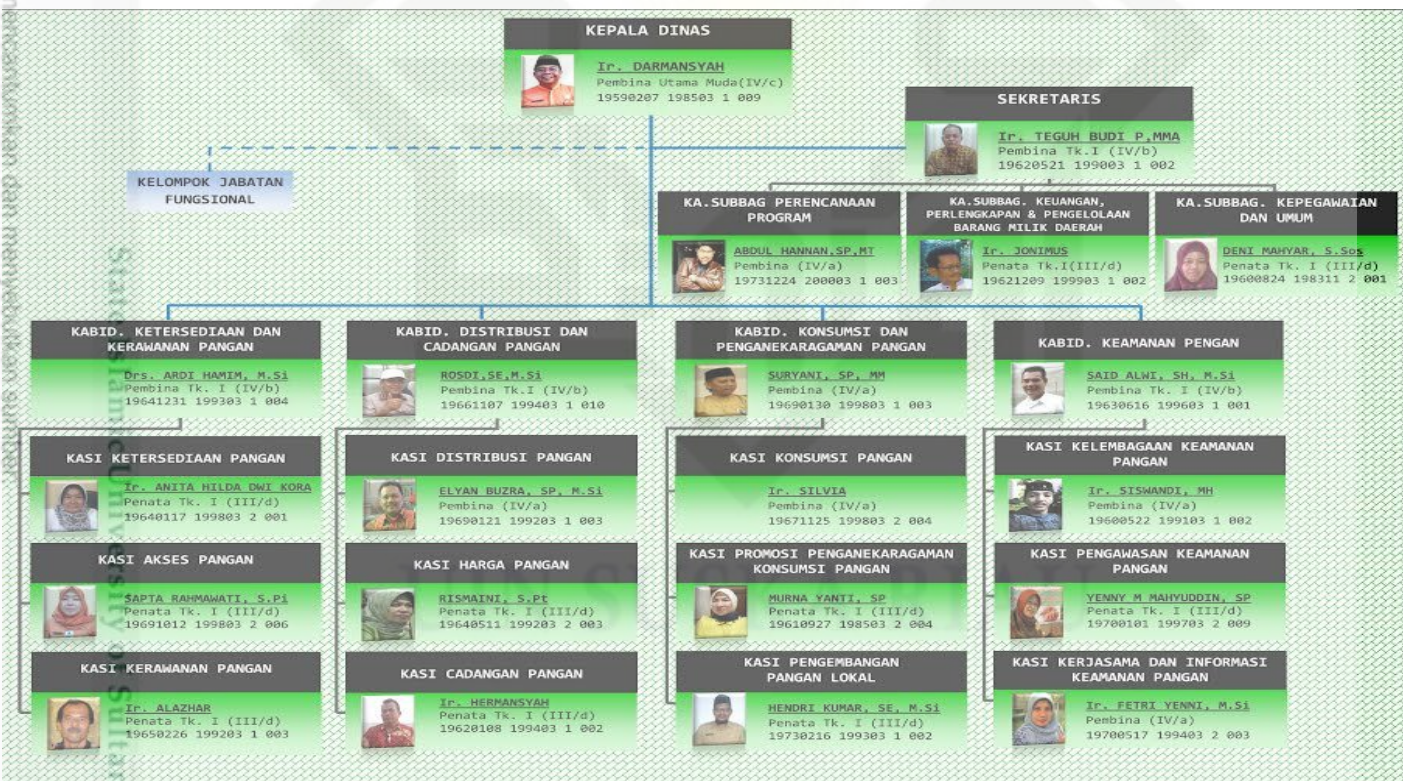 KEPALA DINAS
Ir. DARMANSYAH
Pembina Utama Muda(IV/c)
19590207 198503 1 009
SEKRETARIS
Ir. TEGUH BUDI P,MMA
Pembina Tk.I (IV/b)
19620521 199003 1 002
KELOMPOK JABATAN
FUNGSIONAL
KA.SUBBAG PERENCANAAN
PROGRAM
ABDUL HANNAN,SP,MT
Pembina (IV/a)
19731224 200003 1 003
KA.SUBBAG. KEUANGAN,
PERLENGKAPAN & PENGELOLAAN
BARANG MILIK DAERAH
Ir. JONIMUS
Penata Tk.I(III/d)
19621209 199903 1 002
KA.SUBBAG. KEPEGAWAIAN
DAN UMUM
DENI MAHYAR, S.Sos
Penata Tk. I (III/d)
19600824 198311 2 001
KABID. KETERSEDIAAN DAN
KERAWANAN PANGAN
Drs. ARDI HAMIM, M.Si
Pembina Tk. I (IV/b)
19641231 199303 1 004
KABID. DISTRIBUSI DAN
CADANGAN PANGAN
ROSDI,SE,M.Si
Pembina Tk.I (IV/b)
19661107 199403 1 010
KABID. KONSUMSI DAN
PENGANEKARAGAMAN PANGAN
SURYANI, SP, MM
Pembina (IV/a)
19690130 199803 1 003
KABID. KEAMANAN PENGAN
SAID ALWI, SH, M.Si
Pembina Tk. I (IV/b)
19630616 199603 1 001
KASI KETERSEDIAAN PANGAN
Ir. ANITA HILDA DWI KORA
Penata Tk. I (III/d)
19640117 199803 2 001
KASI DISTRIBUSI PANGAN
ELYAN BUZRA, SP, M.Si
Pembina (IV/a)
19690121 199203 1 003
KASI KONSUMSI PANGAN
Ir. SILVIA
Pembina (IV/a)
19671125 199803 2 004
KASI KELEMBAGAAN KEAMANAN
PANGAN
Ir. SISWANDI, MH
Pembina (IV/a)
19600522 199103 1 002
KASI AKSES PANGAN
SAPTA RAHMAWATI, S.Pi
Penata Tk. I (III/d)
19691012 199803 2 006
KASI HARGA PANGAN
RISMAINI, S.Pt
Penata Tk. I (III/d)
19640511 199203 2 003
KASI PROMOSI PENGANEKARAGAMAN
KONSUMSI PANGAN
MURNA YANTI, SP
Penata Tk. I (III/d)
19610927 198503 2 004
KASI PENGAWASAN KEAMANAN
PANGAN
YENNY M MAHYUDDIN, SP
Penata Tk. I (III/d)
19700101 199703 2 009
KASI KERAWANAN PANGAN
Ir. ALAZHAR
Penata Tk. I (III/d)
19650226 199203 1 003
KASI CADANGAN PANGAN
Ir. HERMANSYAH
Penata Tk. I (III/d)
19620108 199403 1 002
KASI PENGEMBANGAN
PANGAN LOKAL
HENDRI KUMAR, SE, M.Si
Penata Tk. I (III/d)
19730216 199303 1 002
KASI KERJASAMA DAN INFORMASI
KEAMANAN PANGAN
Ir. FETRI YENNI, M.Si
Pembina (IV/a)
19700517 199403 2 003
State Islamic University of Sultan